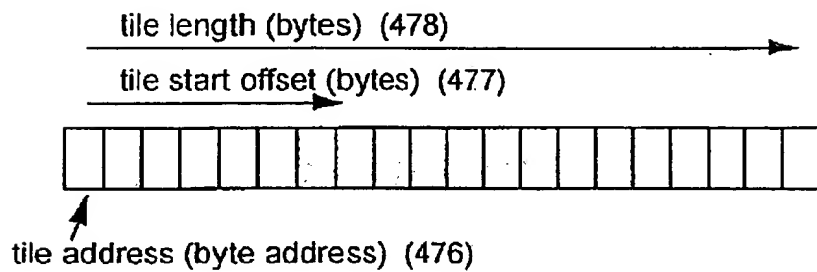 tile length (bytes) (478)
tile start offset (bytes) (477)
tile address (byte address) (476)